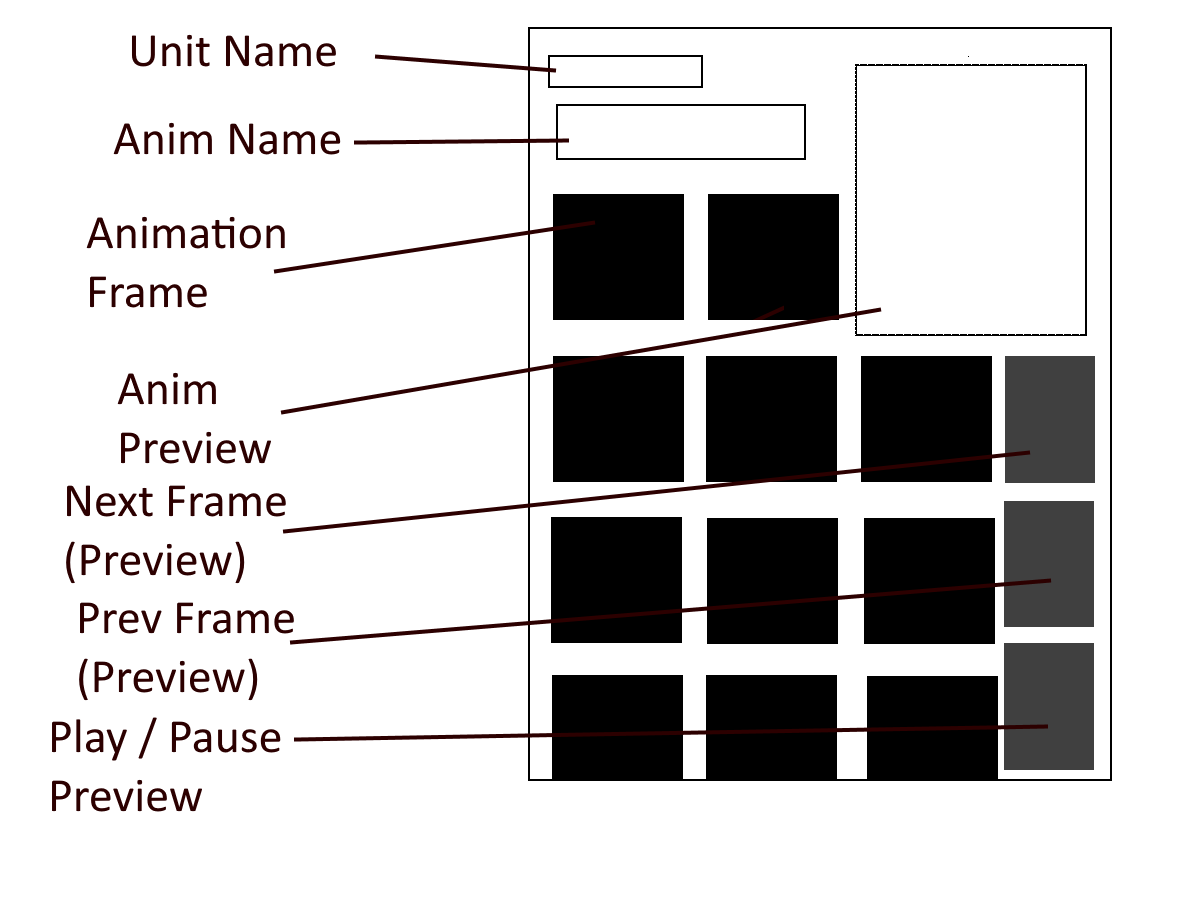 Unit Name
Anim Name
Animation
Frame
Anim
Preview
Next Frame
(Preview)
Prev Frame
(Preview)
Play / Pause
Preview